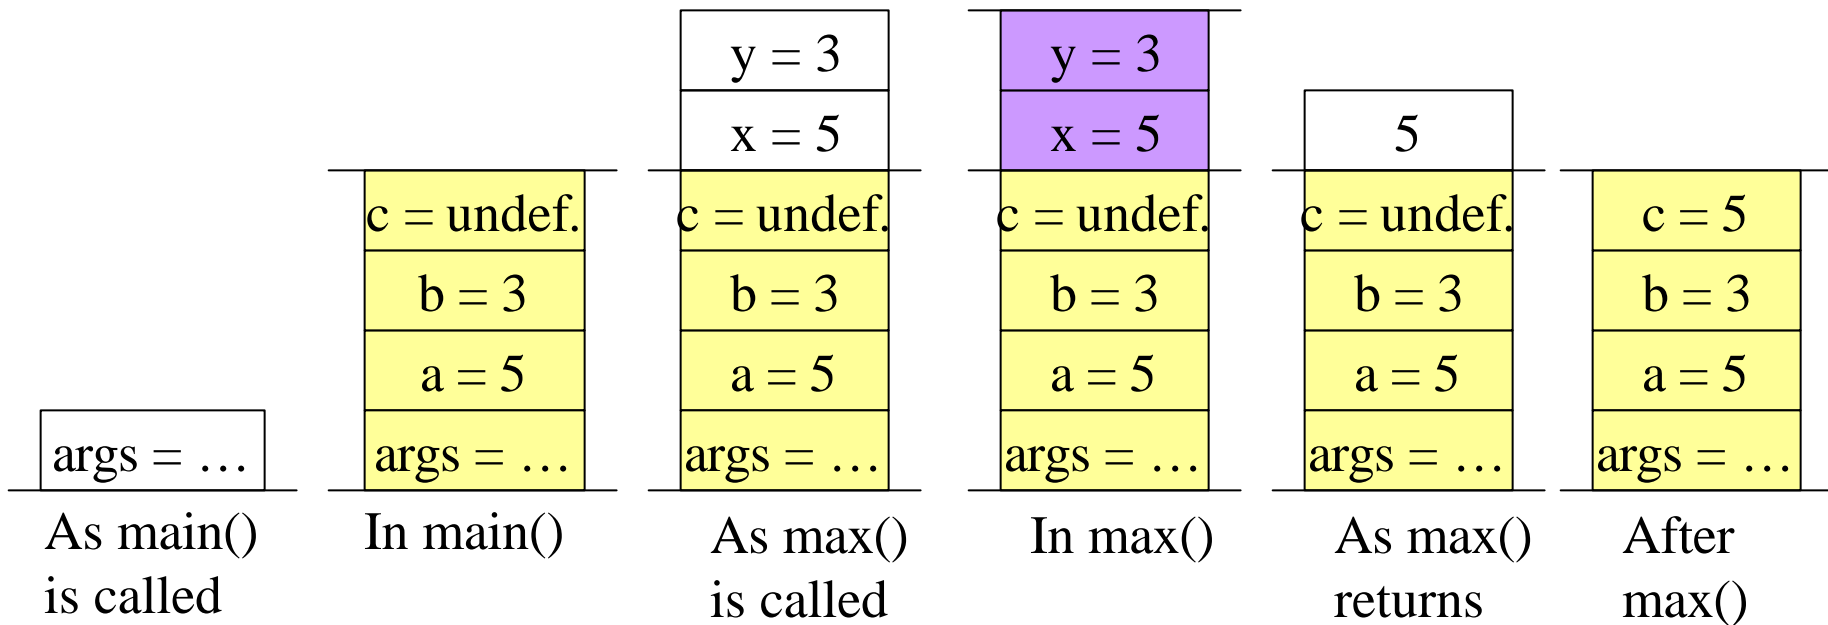 args = …
As main()
is called
c = undef.
b = 3
a = 5
args = …
In main()
y = 3
x = 5
c = undef.
b = 3
a = 5
args = …
As max()
is called
y = 3
x = 5
c = undef.
b = 3
a = 5
args = …
In max()
5
c = undef.
b = 3
a = 5
args = …
As max()
returns
c = 5
b = 3
a = 5
args = …
After
max()